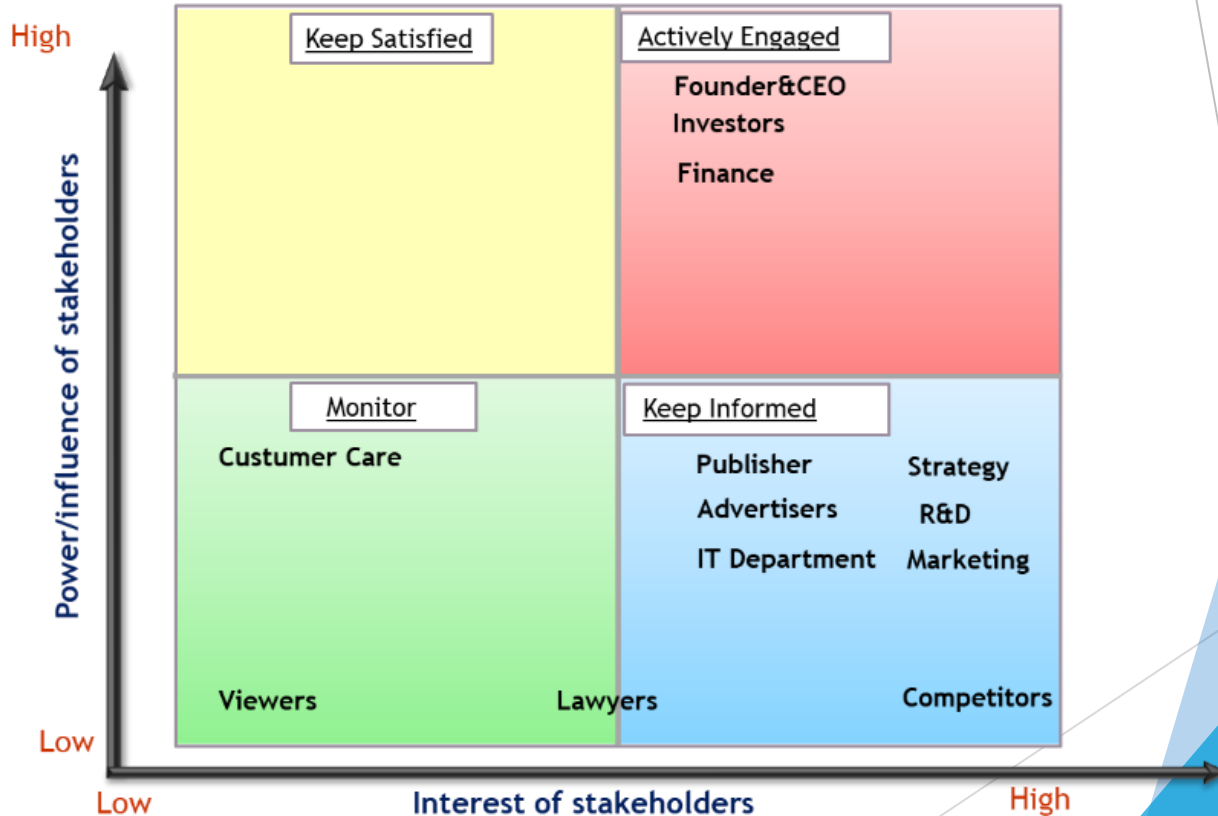 High
Keep Satisfied
Actively Engaged
Founder&CEO
Investors
Finance
Power/influence of stakeholders
Monitor
Keep Informed
Custumer Care
Publisher
Strategy
Advertisers
R&D
IT Department
Marketing
Viewers
Lawyers
Competitors
Low
Low
Interest of stakeholders
High